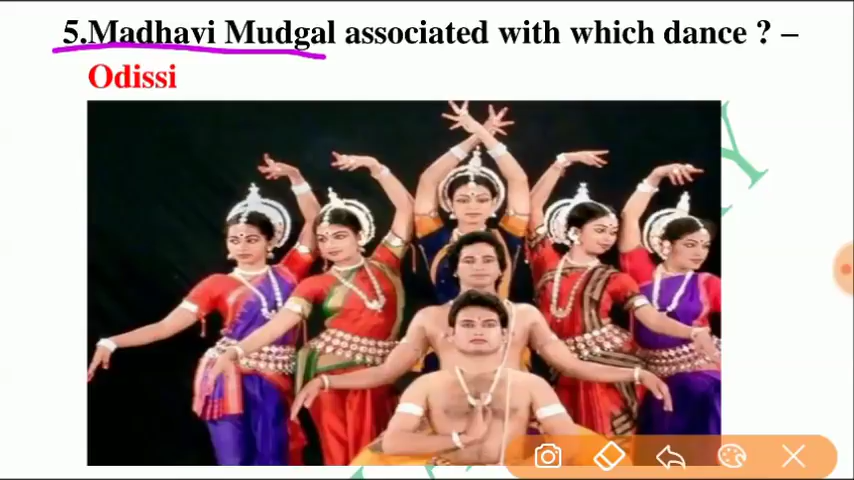 5.Madhavi Mudgal associated with which dance ? –
Odissi